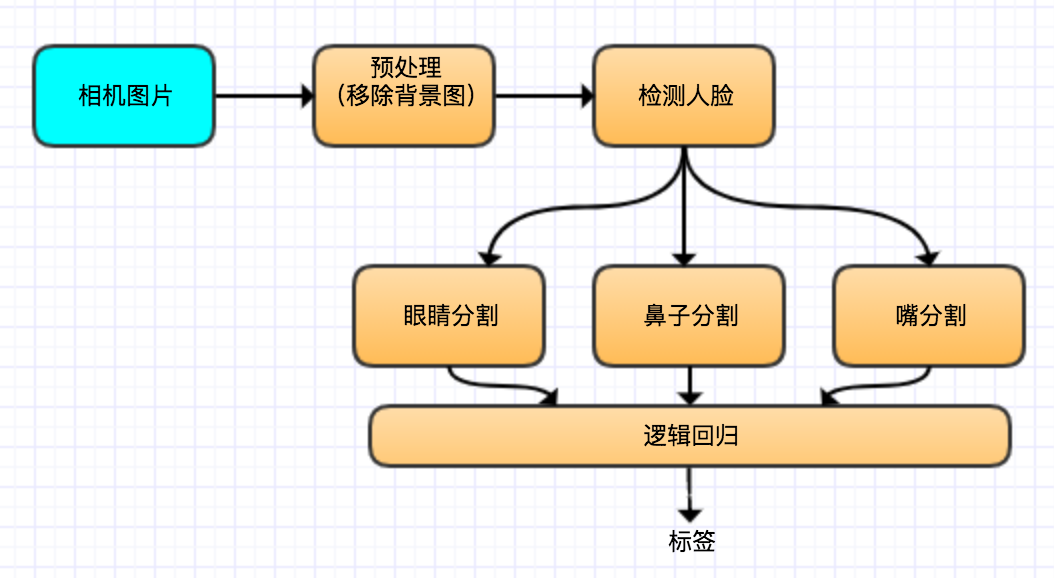 相机图片
预处理
（移除背景图）
检测人脸
眼睛分割
鼻子分割
嘴分割
逻辑回归
标签